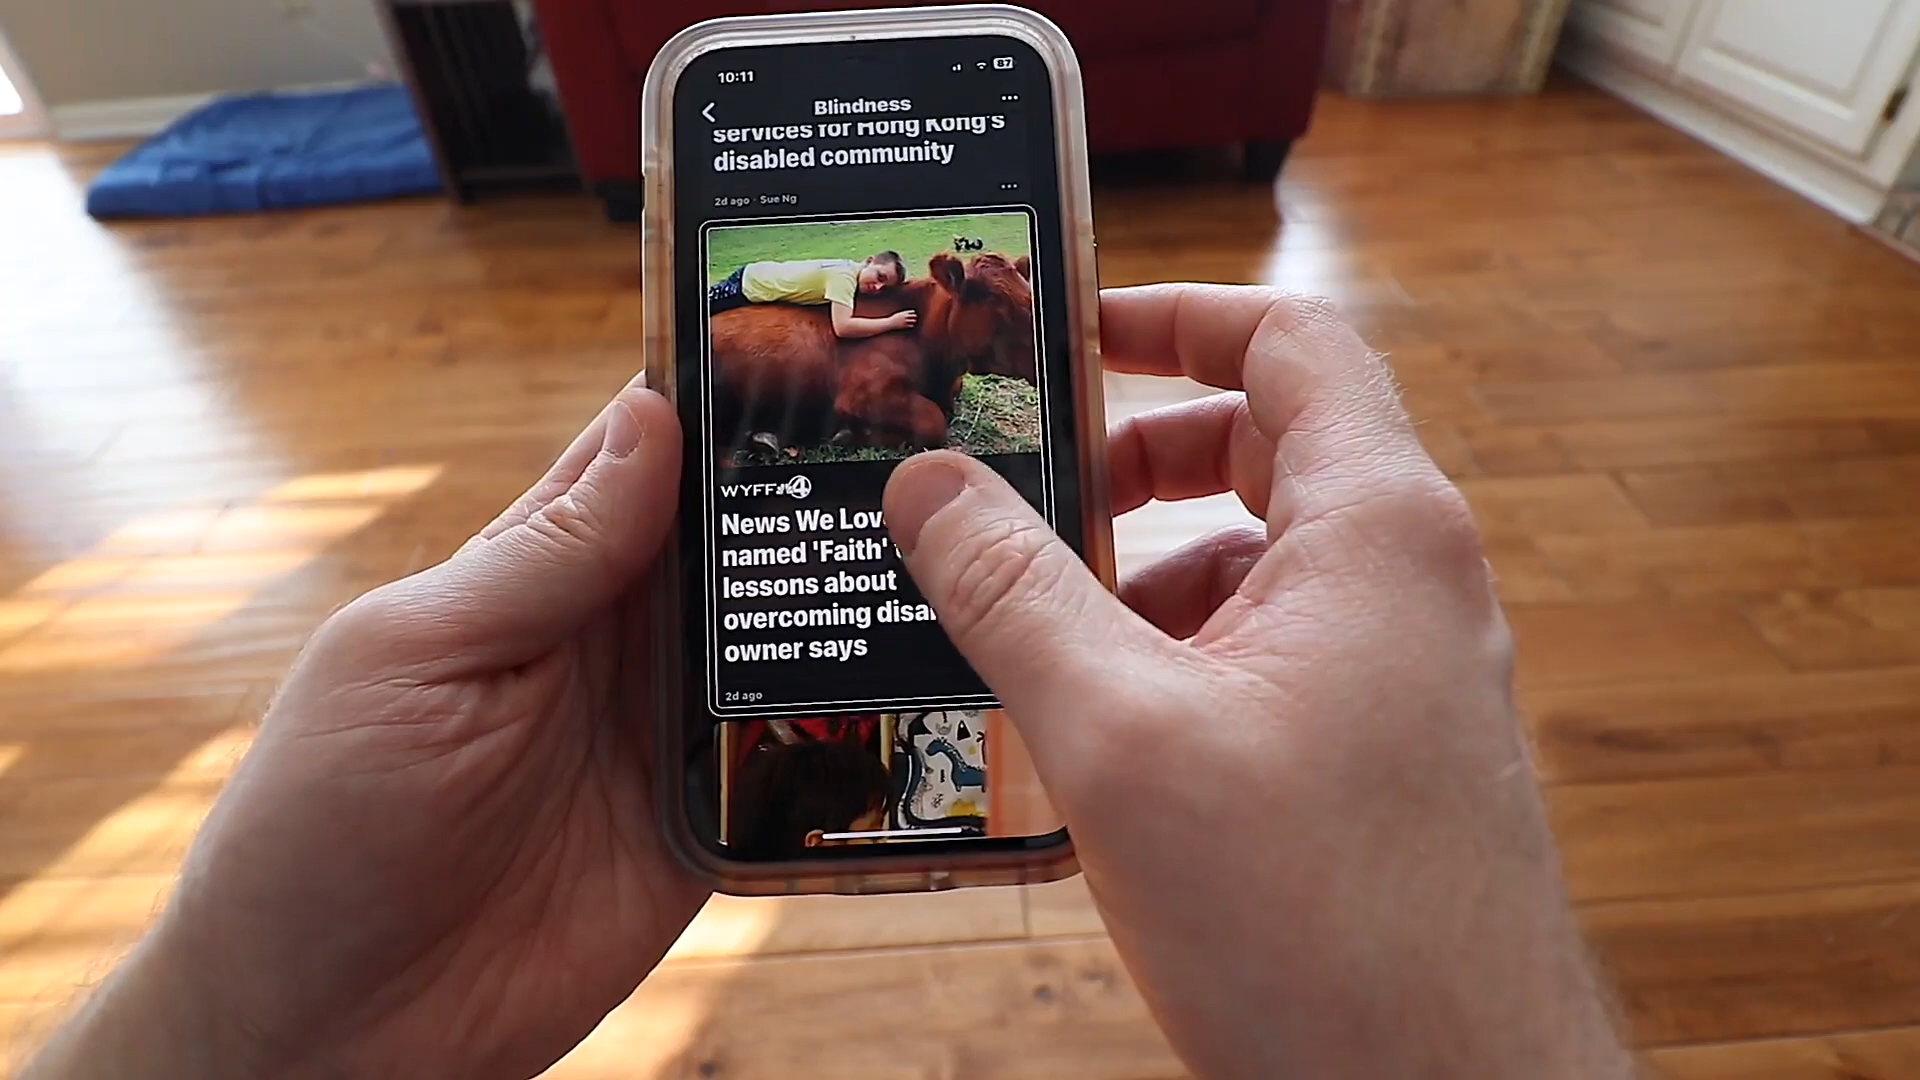 10:11
87
Blindness
services for Hong Kong's
disabled community
2d ago · Sue Ng
WYFF 4
News We Lov
named 'Faith'
lessons about
overcoming disa
owner says
2d ago